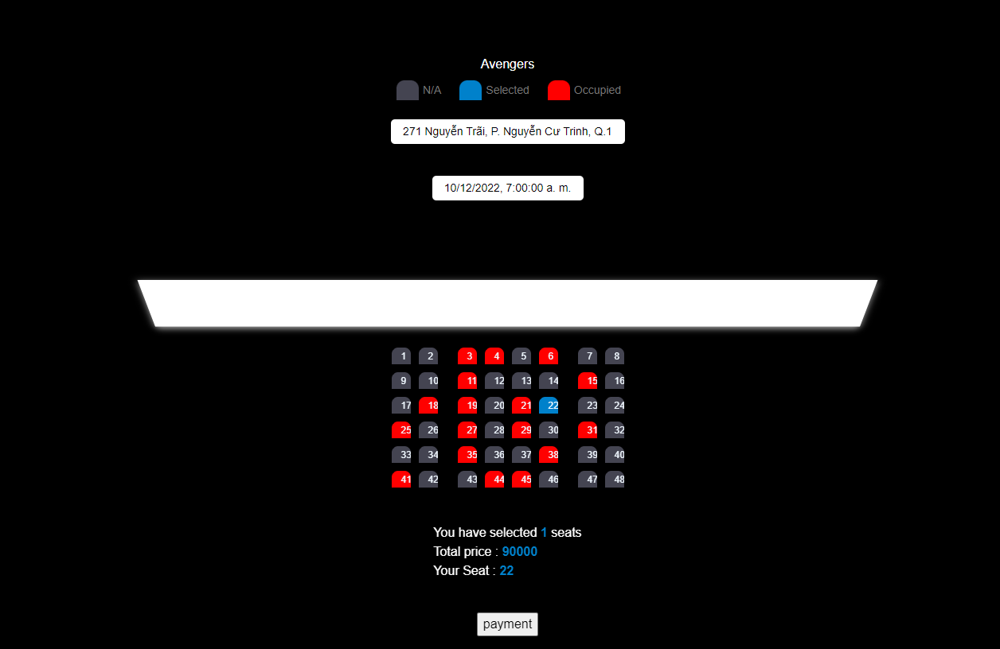 Avengers
N/A Selected Occupied
271 Nguyễn Trãi, P. Nguyễn Cư Trinh, Q.1
10/12/2022, 7:00:00 a. m.
1 2 3 4 5 6 7 8
9 10 11 12 13 14 15 16
17 18 19 20 21 22 23 24
25 26 27 28 29 30 31 32
33 34 35 36 37 38 39 40
41 42 43 44 45 46 47 48
You have selected 1 seats
Total price : 90000
Your Seat : 22
payment